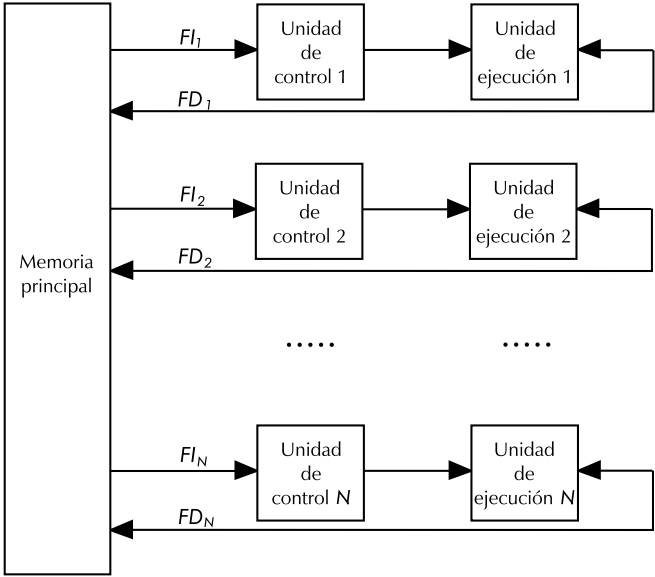 FI1
Unidad
de
control 1
Unidad
de
ejecución 1
FD1
FI2
Unidad
de
control 2
Unidad
de
ejecución 2
FD2
Memoria
principal
.....
.....
FIN
Unidad
de
control N
Unidad
de
ejecución N
FDN